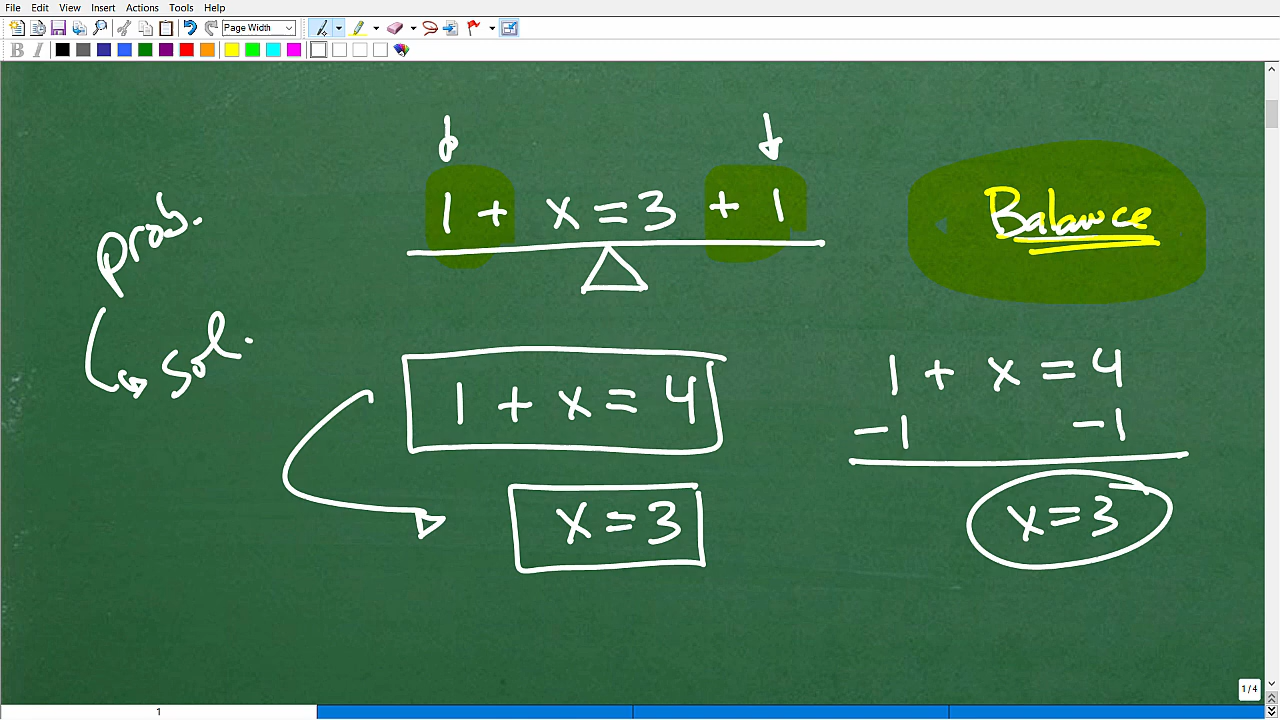 File Edit View Insert Actions Tools Help
Page Width
B I
1 + x = 3 + 1
Balance
prob.
sol.
1 + x = 4
x = 3
1 + x = 4
-1 -1
x = 3
1 / 4
1